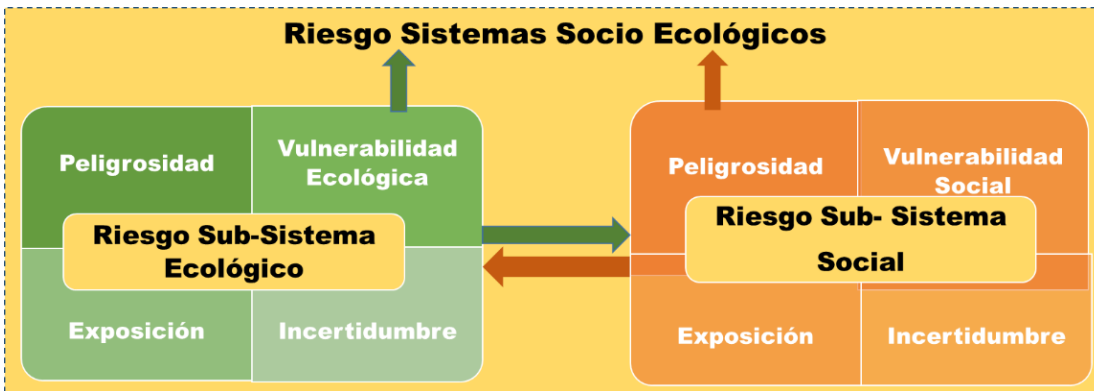 Riesgo Sistemas Socio Ecológicos
Peligrosidad
Vulnerabilidad
Ecológica
Riesgo Sub-Sistema
Ecológico
Exposición
Incertidumbre
Peligrosidad
Vulnerabilidad
Social
Riesgo Sub- Sistema
Social
Exposición
Incertidumbre